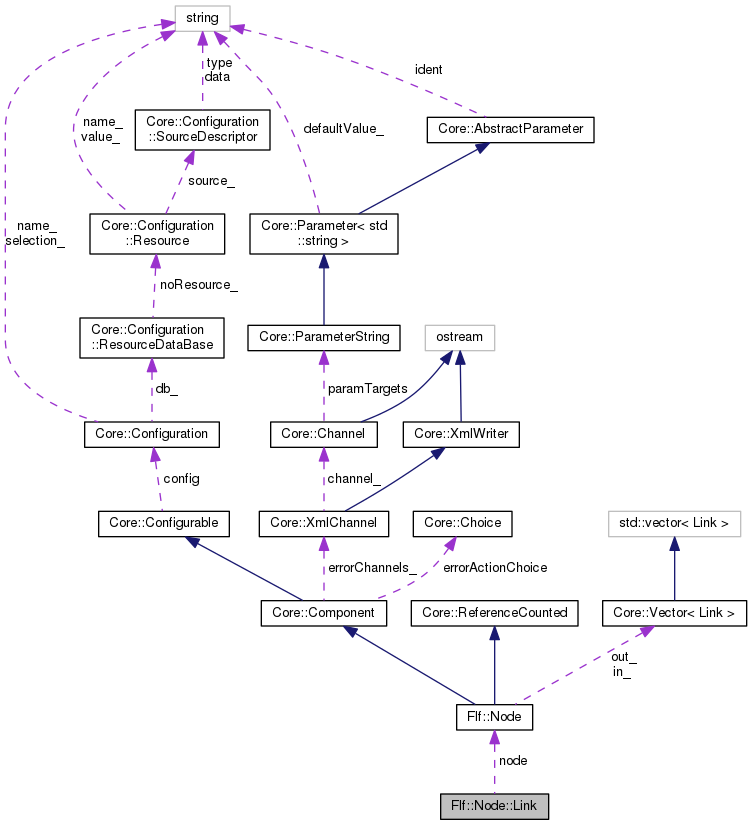 string
type
data
ident
name_
value_
Core::Configuration
::SourceDescriptor
defaultValue_
Core::AbstractParameter
source_
name_
selection_
Core::Configuration
::Resource
Core::Parameter< std
::string >
noResource_
Core::Configuration
::ResourceDataBase
Core::ParameterString
ostream
db_
paramTargets
Core::Configuration
Core::Channel
Core::XmlWriter
config
channel_
Core::Configurable
Core::XmlChannel
Core::Choice
std::vector< Link >
errorChannels_
errorActionChoice
Core::Component
Core::ReferenceCounted
Core::Vector< Link >
out_
in_
Flf::Node
node
Flf::Node::Link